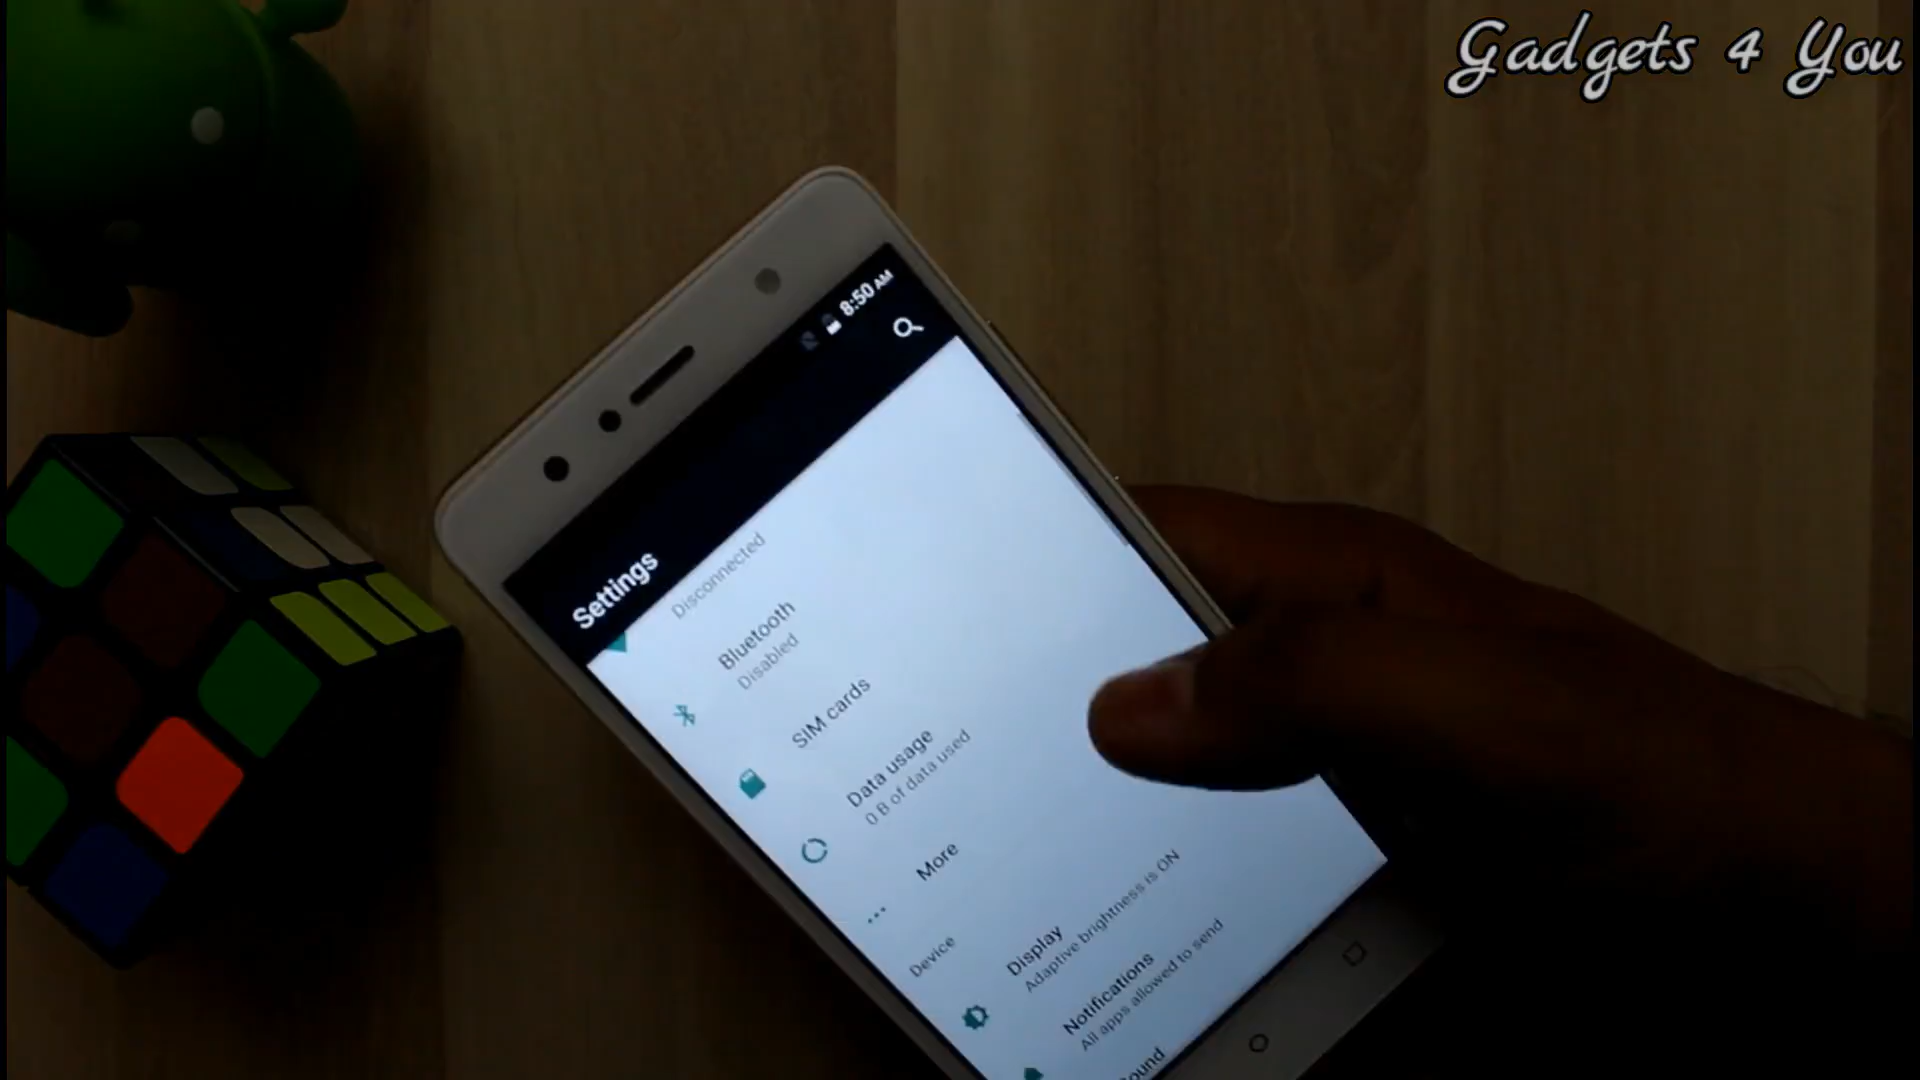 Gadgets 4 You
8:50 AM
Settings
Disconnected
Bluetooth
Disabled
SIM cards
Data usage
0 B of data used
More
Device
Display
Adaptive brightness is ON
Notifications
All apps allowed to send